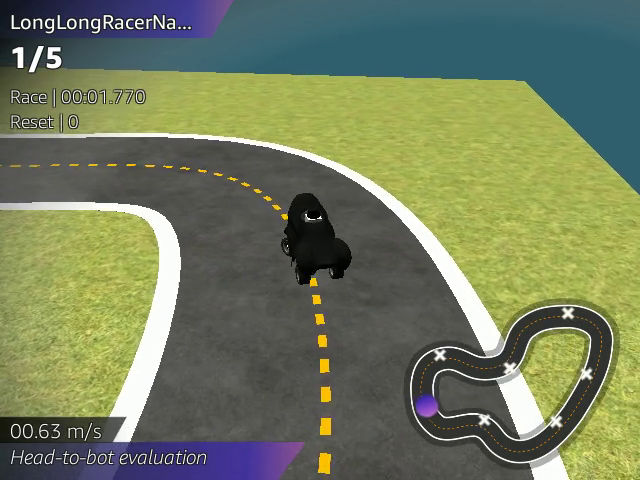 LongLongRacerNa...
1/5
Race | 00:01.770
Reset | 0
00.63 m/s
Head-to-bot evaluation